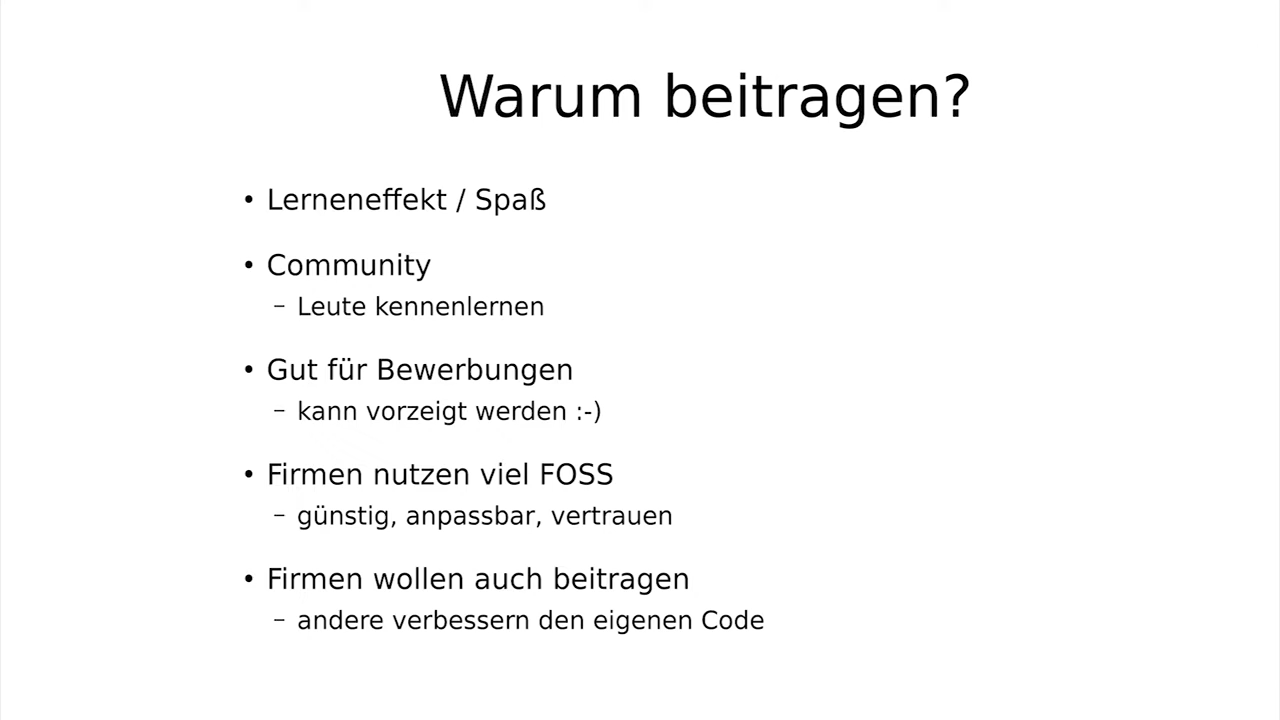 Warum beitragen?
• Lerneneffekt / Spaß
• Community
– Leute kennenlernen
• Gut für Bewerbungen
– kann vorzeigt werden :-)
• Firmen nutzen viel FOSS
– günstig, anpassbar, vertrauen
• Firmen wollen auch beitragen
– andere verbessern den eigenen Code